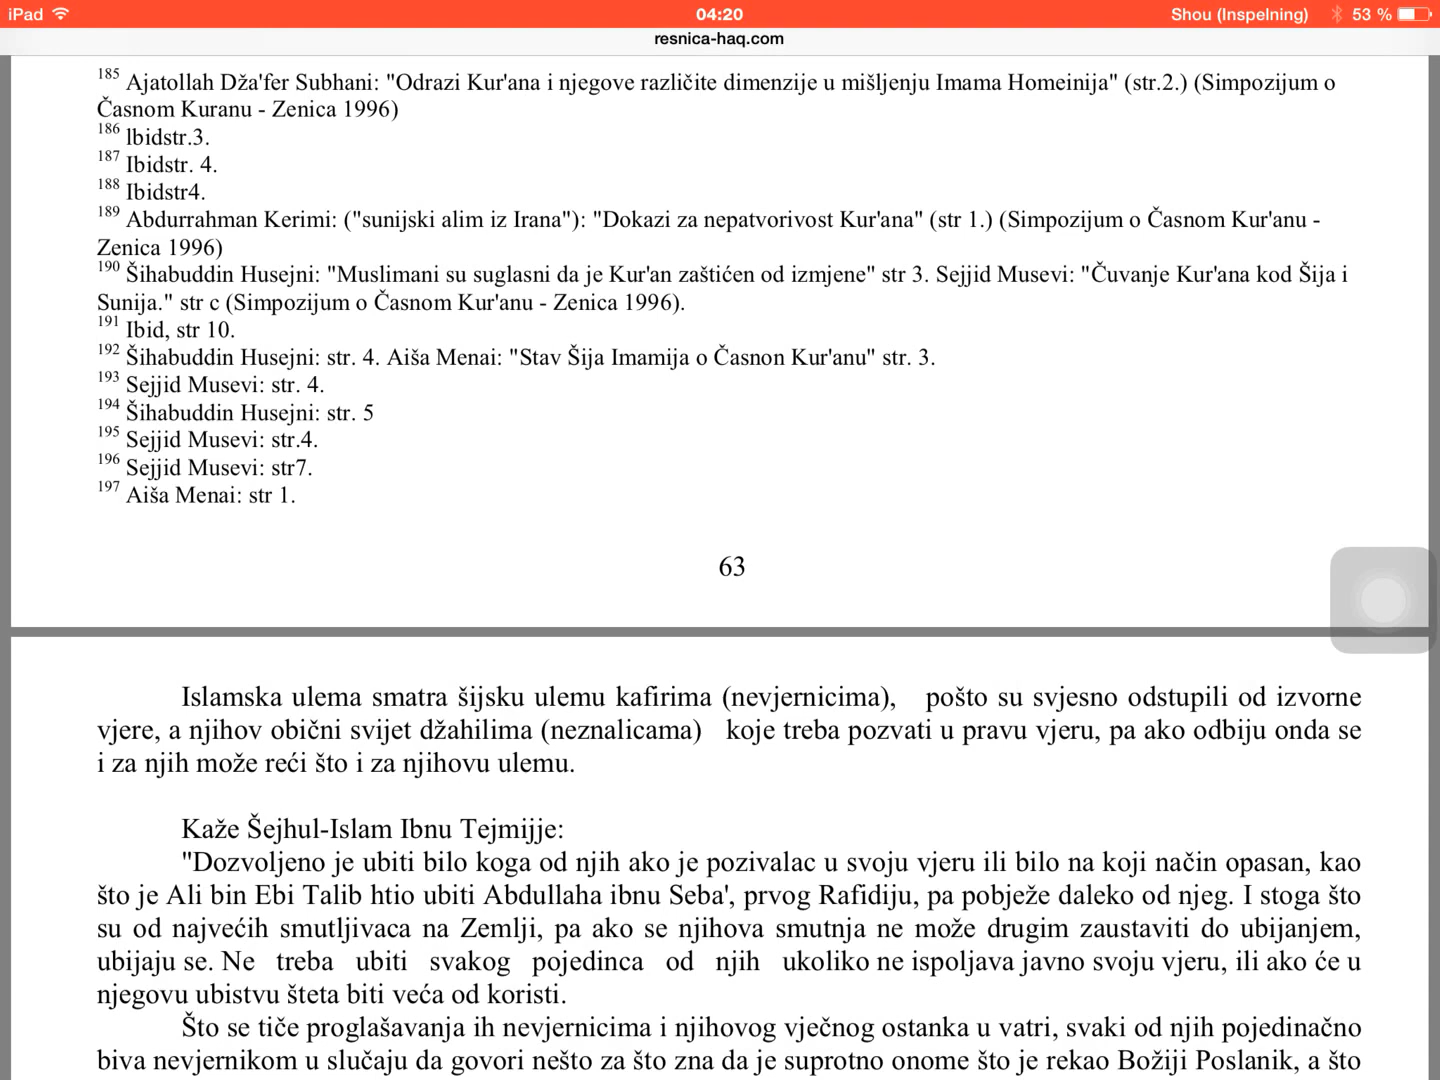 iPad 04:20 Shou (Inspelning) 53 %
resnica-haq.com
185 Ajatollah Dža'fer Subhani: "Odrazi Kur'ana i njegove različite dimenzije u mišljenju Imama Homeinija" (str.2.) (Simpozijum o
Časnom Kuranu - Zenica 1996)
186 lbidstr.3.
187 Ibidstr. 4.
188 Ibidstr4.
189 Abdurrahman Kerimi: ("sunijski alim iz Irana"): "Dokazi za nepatvorivost Kur'ana" (str 1.) (Simpozijum o Časnom Kur'anu -
Zenica 1996)
190 Šihabuddin Husejni: "Muslimani su suglasni da je Kur'an zaštićen od izmjene" str 3. Sejjid Musevi: "Čuvanje Kur'ana kod Šija i
Sunija." str c (Simpozijum o Časnom Kur'anu - Zenica 1996).
191 Ibid, str 10.
192 Šihabuddin Husejni: str. 4. Aiša Menai: "Stav Šija Imamija o Časnon Kur'anu" str. 3.
193 Sejjid Musevi: str. 4.
194 Šihabuddin Husejni: str. 5
195 Sejjid Musevi: str.4.
196 Sejjid Musevi: str7.
197 Aiša Menai: str 1.
63
Islamska ulema smatra šijsku ulemu kafirima (nevjernicima), pošto su svjesno odstupili od izvorne
vjere, a njihov obični svijet džahilima (neznalicama) koje treba pozvati u pravu vjeru, pa ako odbiju onda se
i za njih može reći što i za njihovu ulemu.
Kaže Šejhul-Islam Ibnu Tejmijje:
"Dozvoljeno je ubiti bilo koga od njih ako je pozivalac u svoju vjeru ili bilo na koji način opasan, kao
što je Ali bin Ebi Talib htio ubiti Abdullaha ibnu Seba', prvog Rafidiju, pa pobježe daleko od njeg. I stoga što
su od najvećih smutljivaca na Zemlji, pa ako se njihova smutnja ne može drugim zaustaviti do ubijanjem,
ubijaju se. Ne treba ubiti svakog pojedinca od njih ukoliko ne ispoljava javno svoju vjeru, ili ako će u
njegovu ubistvu šteta biti veća od koristi.
Što se tiče proglašavanja ih nevjernicima i njihovog vječnog ostanka u vatri, svaki od njih pojedinačno
biva nevjernikom u slučaju da govori nešto za što zna da je suprotno onome što je rekao Božiji Poslanik, a što